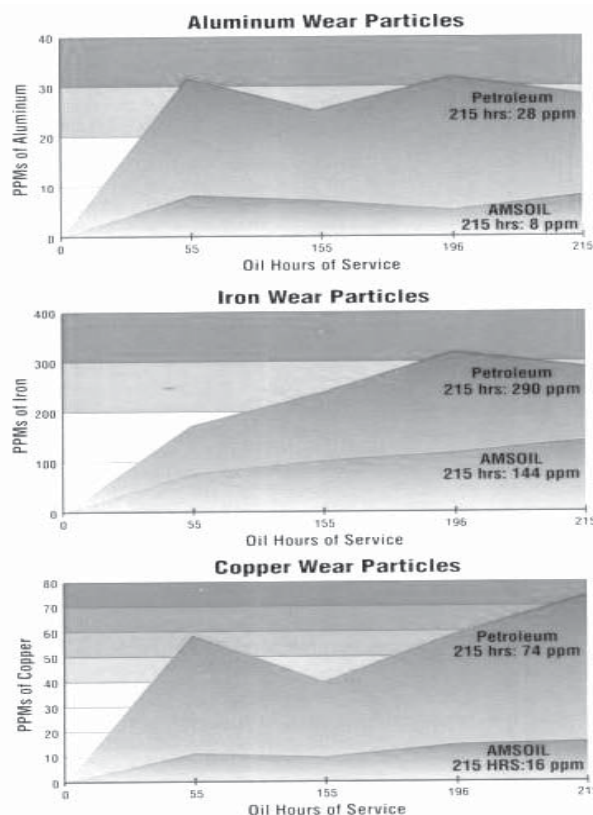 Aluminum Wear Particles
PPMs of Aluminum
40
30
20
10
0
Petroleum
215 hrs: 28 ppm
AMSOIL
215 hrs: 8 ppm
0 55 155 196 215
Oil Hours of Service
Iron Wear Particles
PPMs of Iron
400
300
200
100
0
Petroleum
215 hrs: 290 ppm
AMSOIL
215 hrs: 144 ppm
0 55 155 196 215
Oil Hours of Service
Copper Wear Particles
PPMs of Copper
80
70
60
50
40
30
20
10
0
Petroleum
215 hrs: 74 ppm
AMSOIL
215 HRS:16 ppm
0 55 155 196 215
Oil Hours of Service